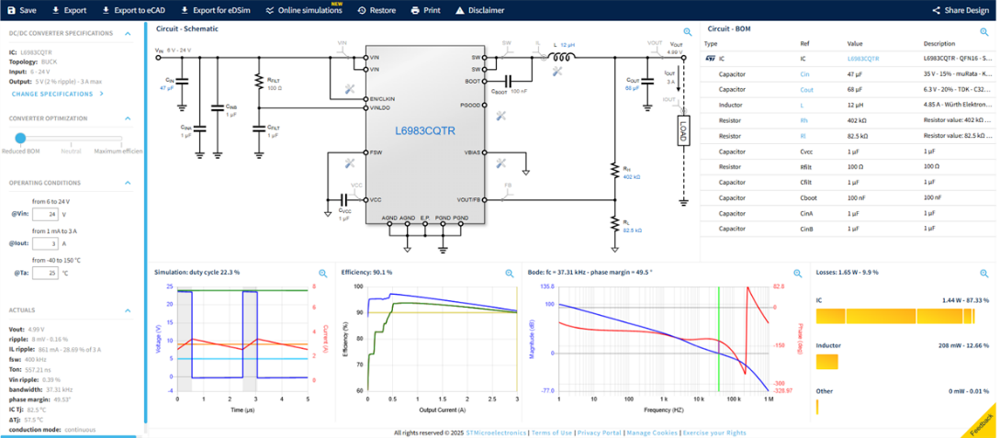 Save Export Export to eCAD Export for eDSim Online simulations NEW Restore Print Disclaimer Share Design
DC/DC CONVERTER SPECIFICATIONS
IC: L6983CQTR
Topology: BUCK
Input: 6 - 24 V
Output: 5 V (2 % ripple) - 3 A max
CHANGE SPECIFICATIONS
CONVERTER OPTIMIZATION
Reduced BOM Neutral Maximum efficien
OPERATING CONDITIONS
from 6 to 24 V
@Vin: 24 V
from 1 mA to 3 A
@Iout: 3 A
from -40 to 150 °C
@Ta: 25 °C
ACTUALS
Vout: 4.99 V
ripple: 8 mV - 0.16 %
IL ripple: 861 mA - 28.69 % of 3 A
fsw: 400 kHz
Ton: 557.21 ns
Vin ripple: 0.39 %
bandwidth: 37.31 kHz
phase margin: 49.53°
IC Tj: 82.5 °C
ΔTj: 57.5 °C
conduction mode: continuous
Circuit - Schematic
VIN 6 V - 24 V
CIN
47 µF
CINA
1 µF
CINB
1 µF
RFILT
100 Ω
CFILT
1 µF
VIN
VIN
VIN
EN/CLKIN
VINLDO
FSW
VCC
VCC
CVCC
1 µF
L6983CQTR
AGND AGND E.P. PGND PGND
SW
SW
BOOT
PGOOD
VBIAS
VOUT/FB
SW
IL
L 12 µH
CBOOT 100 nF
FB
VOUT
VOUT
4.99 V
COUT
68 µF
IOUT
3 A
IOUT
LOAD
RH
402 kΩ
RL
82.5 kΩ
Circuit - BOM
Type Ref Value Description
IC IC L6983CQTR L6983CQTR - QFN16 - S...
Capacitor Cin 47 µF 35 V - 15% - muRata - K...
Capacitor Cout 68 µF 6.3 V - 20% - TDK - C32...
Inductor L 12 µH 4.85 A - Würth Elektron...
Resistor Rh 402 kΩ Resistor value: 402 kΩ ...
Resistor Rl 82.5 kΩ Resistor value: 82.5 kΩ ...
Capacitor Cvcc 1 µF 1 µF
Resistor Rfilt 100 Ω 100 Ω
Capacitor Cfilt 1 µF 1 µF
Capacitor Cboot 100 nF 100 nF
Capacitor CinA 1 µF 1 µF
Capacitor CinB 1 µF 1 µF
Simulation: duty cycle 22.3 %
Voltage (V)
25
20
15
10
5
0
-4
8
6
4
2
0
Current (A)
0 1 2 3 4 5
Time (µs)
Efficiency: 90.1 %
Efficiency (%)
100
90
80
70
60
0 0.5 1 1.5 2 2.5 3
Output Current (A)
Bode: fc = 37.31 kHz - phase margin = 49.5 °
Magnitude (dB)
135.8
100
0
-77.0
82.8
-0
-150
-300
-326.97
Phase (deg)
1 10 100 1 k 10 k 100 k 1 M
Frequency (HZ)
Losses: 1.65 W - 9.9 %
IC 1.44 W - 87.33 %
Inductor 208 mW - 12.66 %
Other 0 mW - 0.01 %
Feedback
All rights reserved © 2025 STMicroelectronics | Terms of Use | Privacy Portal | Manage Cookies | Exercise your Rights